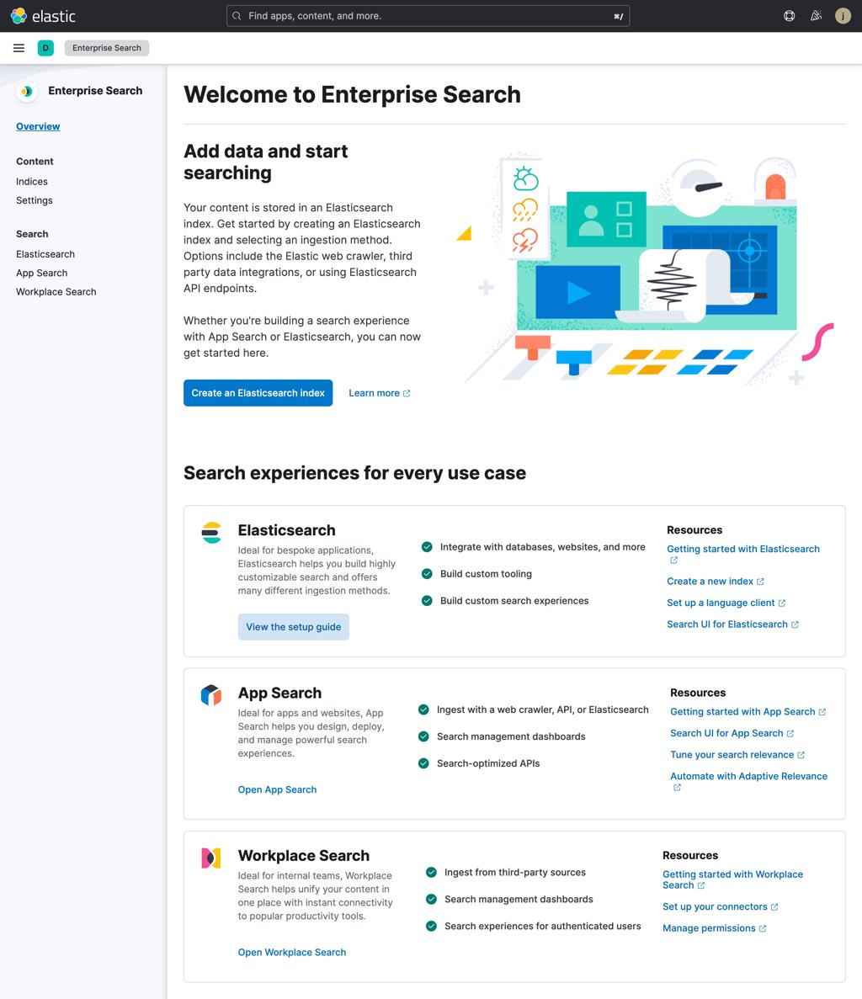 elastic
Find apps, content, and more.
⌘/
j
D
Enterprise Search
Enterprise Search
Overview
Content
Indices
Settings
Search
Elasticsearch
App Search
Workplace Search
Welcome to Enterprise Search
Add data and start
searching
Your content is stored in an Elasticsearch
index. Get started by creating an Elasticsearch
index and selecting an ingestion method.
Options include the Elastic web crawler, third
party data integrations, or using Elasticsearch
API endpoints.
Whether you're building a search experience
with App Search or Elasticsearch, you can now
get started here.
Create an Elasticsearch index
Learn more
Search experiences for every use case
Elasticsearch
Ideal for bespoke applications,
Elasticsearch helps you build highly
customizable search and offers
many different ingestion methods.
View the setup guide
Integrate with databases, websites, and more
Build custom tooling
Build custom search experiences
Resources
Getting started with Elasticsearch
Create a new index
Set up a language client
Search UI for Elasticsearch
App Search
Ideal for apps and websites, App
Search helps you design, deploy,
and manage powerful search
experiences.
Open App Search
Ingest with a web crawler, API, or Elasticsearch
Search management dashboards
Search-optimized APIs
Resources
Getting started with App Search
Search UI for App Search
Tune your search relevance
Automate with Adaptive Relevance
Workplace Search
Ideal for internal teams, Workplace
Search helps unify your content in
one place with instant connectivity
to popular productivity tools.
Open Workplace Search
Ingest from third-party sources
Search management dashboards
Search experiences for authenticated users
Resources
Getting started with Workplace
Search
Set up your connectors
Manage permissions